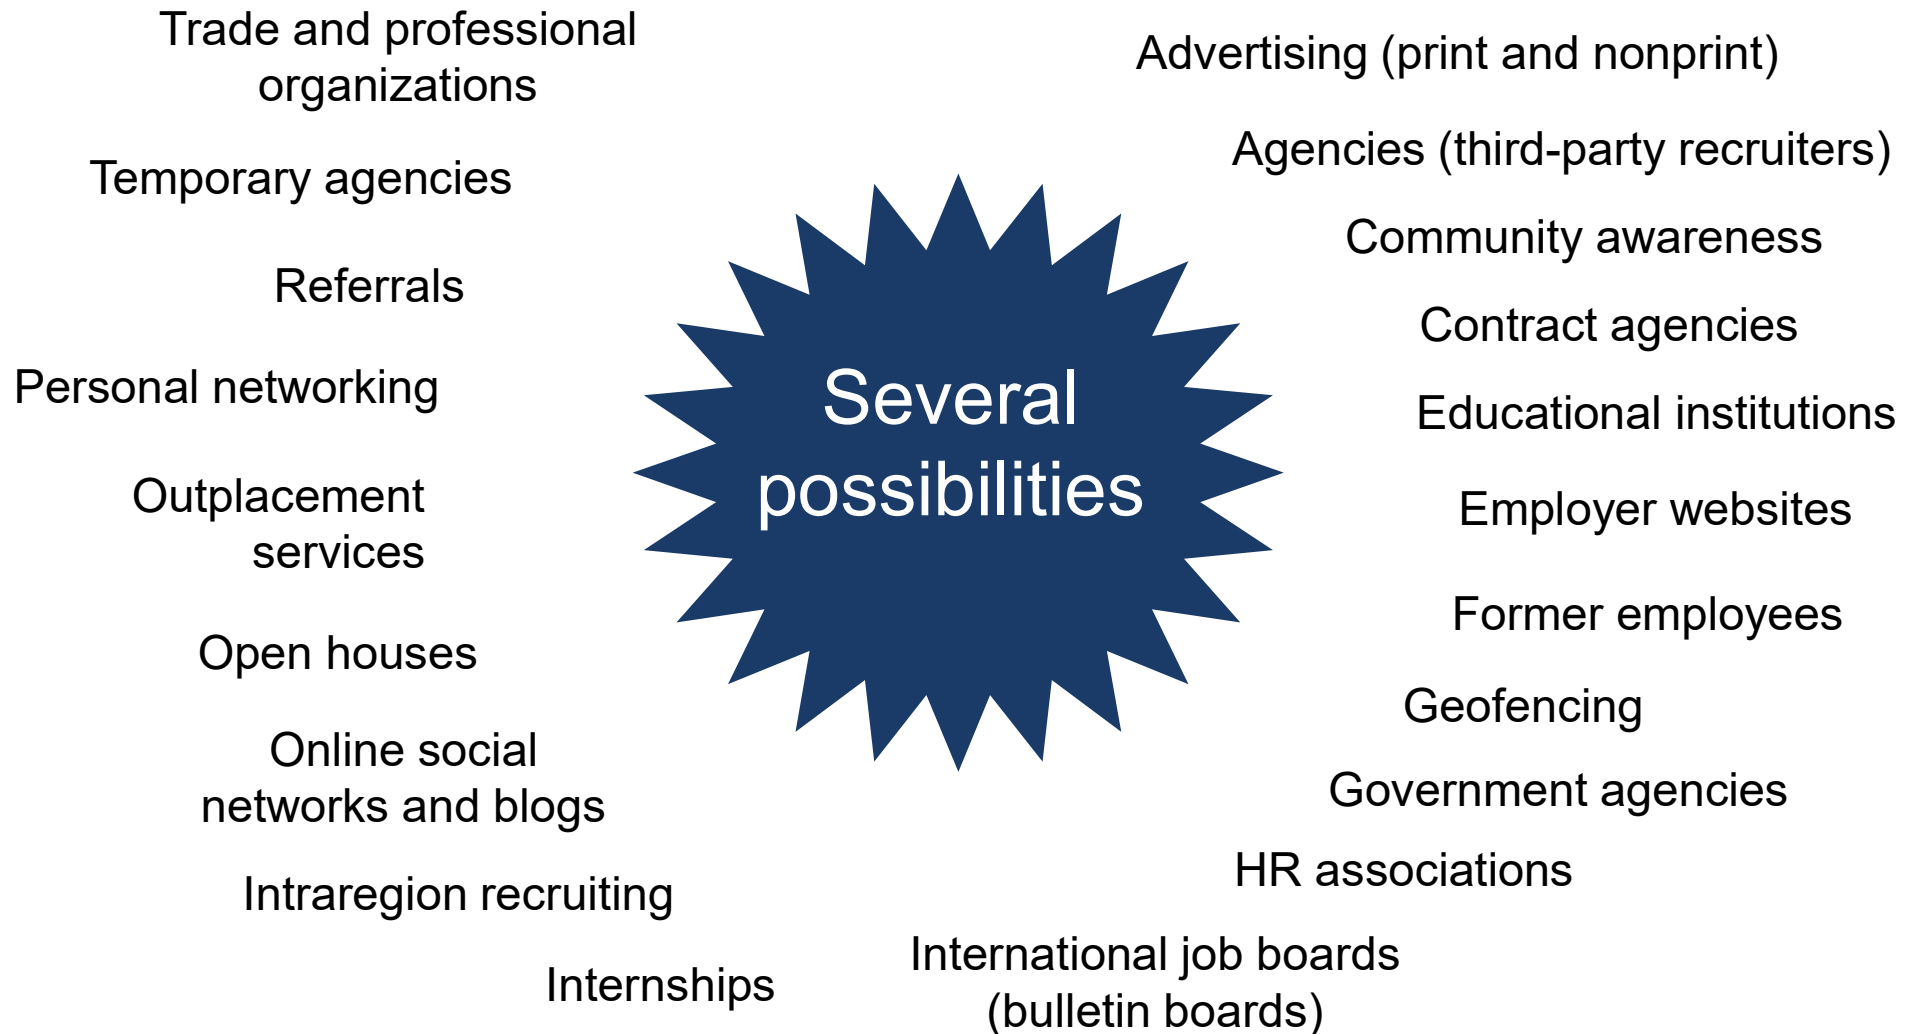 Trade and professional
organizations
Advertising (print and nonprint)
Agencies (third-party recruiters)
Temporary agencies
Community awareness
Referrals
Contract agencies
Personal networking
Several
possibilities
Educational institutions
Outplacement
services
Employer websites
Former employees
Open houses
Geofencing
Online social
networks and blogs
Government agencies
HR associations
Intraregion recruiting
International job boards
(bulletin boards)
Internships